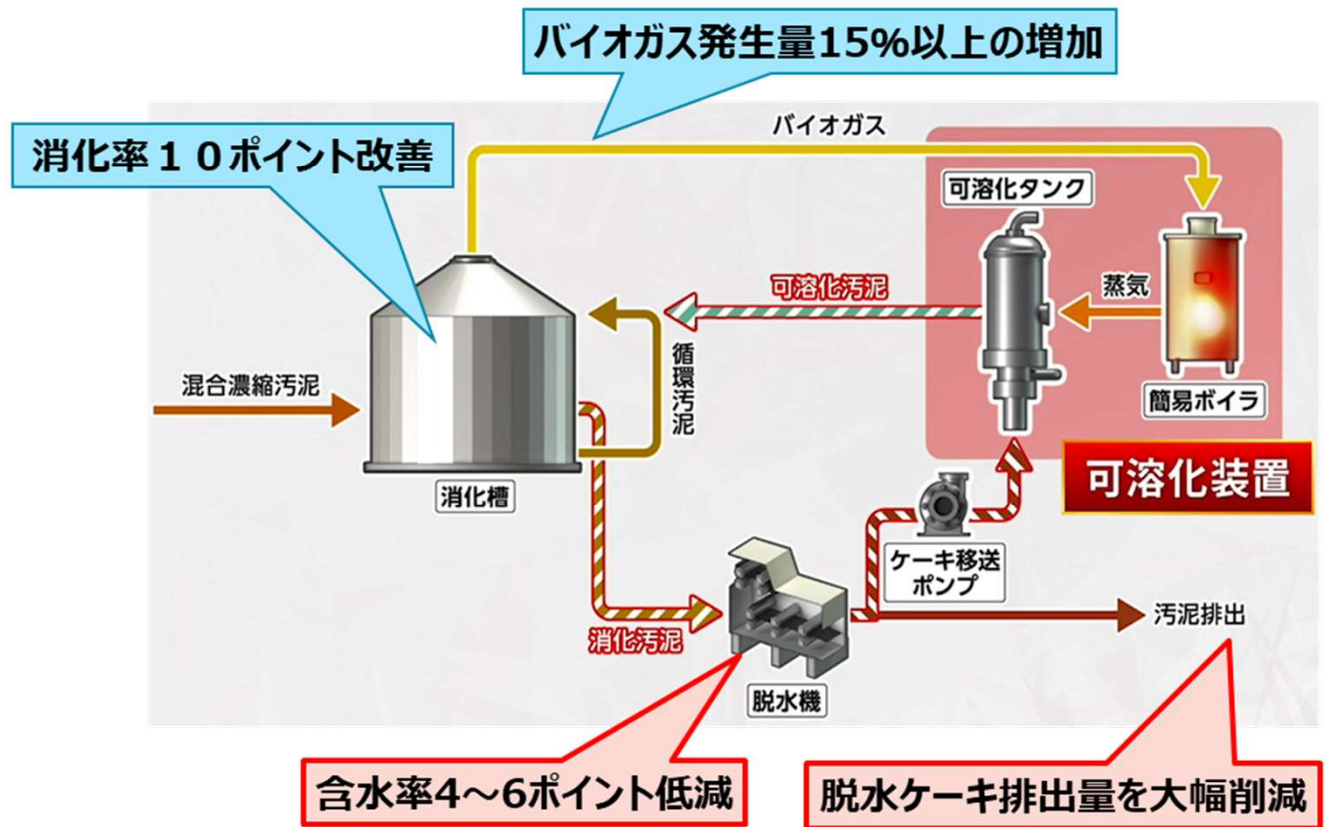 バイオガス発生量15%以上の増加
消化率１０ポイント改善
バイオガス
可溶化タンク
可溶化汚泥
蒸気
循環汚泥
混合濃縮汚泥
簡易ボイラ
可溶化装置
消化槽
ケーキ移送
ポンプ
消化汚泥
汚泥排出
脱水機
含水率4～6ポイント低減
脱水ケーキ排出量を大幅削減